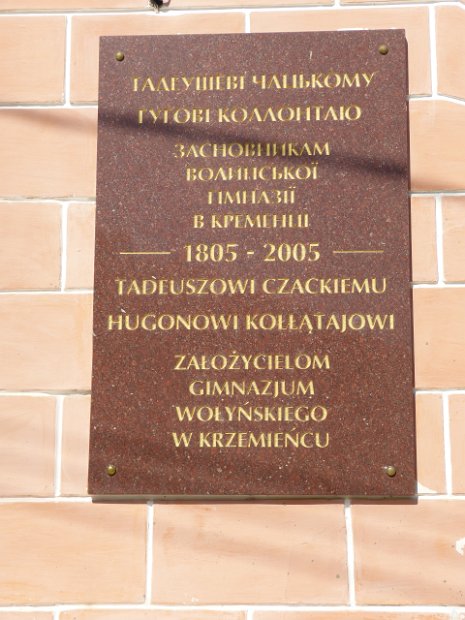 ТАДЕУШЕВІ ЧАЦЬКОМУ
ГУГОВІ КОЛЛОНТАЮ
ЗАСНОВНИКАМ
ВОЛИНСЬКОЇ
ГІМНАЗІЇ
В КРЕМЕНЦІ
1805 - 2005
TADEUSZOWI CZACKIEMU
HUGONOWI KOŁŁĄTAJOWI
ZAŁOŻYCIELOM
GIMNAZJUM
WOŁYŃSKIEGO
W KRZEMIEŃCU